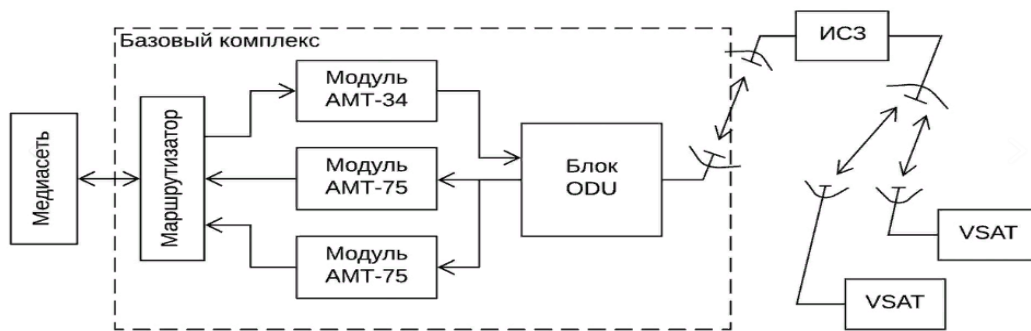 Базовый комплекс
Медиасеть
Маршрутизатор
Модуль
АМТ-34
Модуль
АМТ-75
Модуль
АМТ-75
Блок
ODU
ИСЗ
VSAT
VSAT